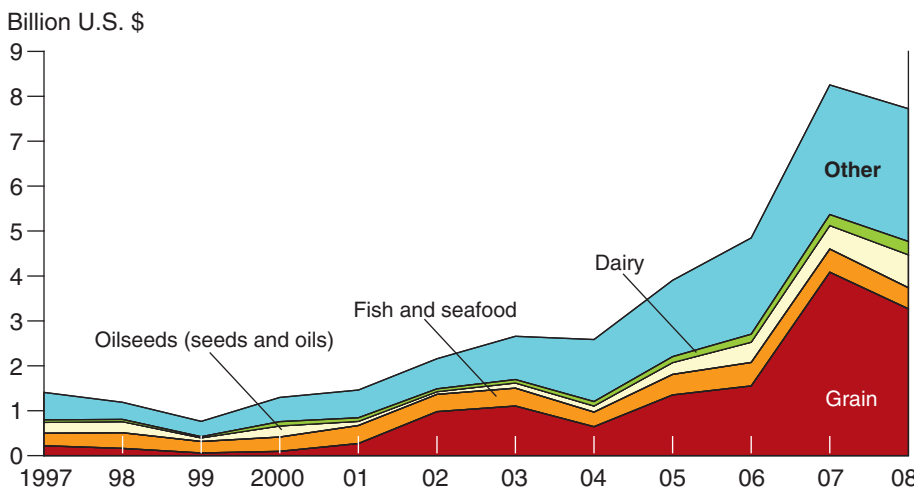 Billion U.S. $
9
8
7
6
5
4
3
2
1
0
Other
Dairy
Fish and seafood
Oilseeds (seeds and oils)
Grain
1997 98 99 2000 01 02 03 04 05 06 07 08